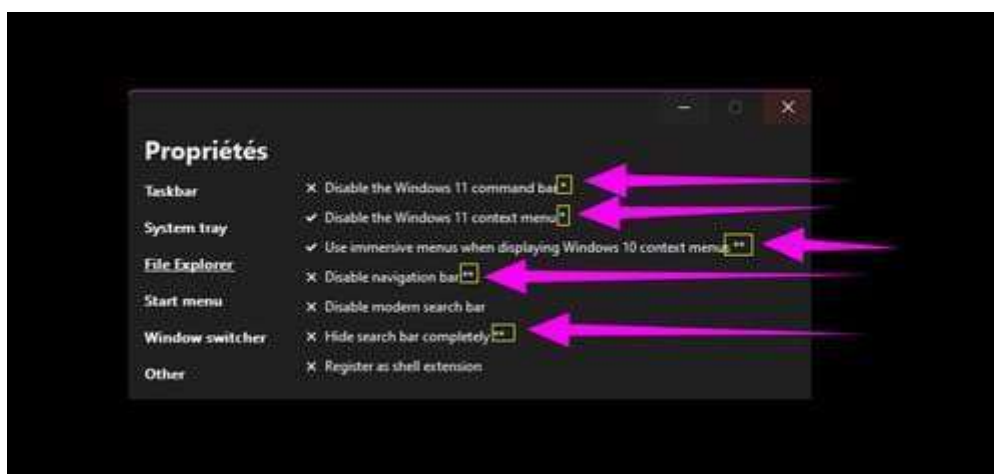 Propriétés
Taskbar
System tray
File Explorer
Start menu
Window switcher
Other
Disable the Windows 11 command bar *
Disable the Windows 11 context menu *
Use immersive menus when displaying Windows 10 context menus **
Disable navigation bar **
Disable modern search bar
Hide search bar completely **
Register as shell extension